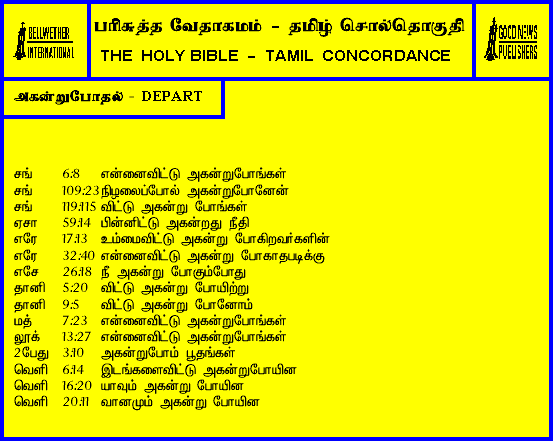 BELLWETHER
INTERNATIONAL
பரிசுத்த வேதாகமம் - தமிழ் சொல்தொகுதி
THE HOLY BIBLE - TAMIL CONCORDANCE
GOOD NEWS
PUBLISHERS
அகன்றுபோதல் - DEPART
சங் 6:8 என்னைவிட்டு அகன்றுபோங்கள்
சங் 109:23 நிழலைப்போல் அகன்றுபோனேன்
சங் 119:115 விட்டு அகன்று போங்கள்
ஏசா 59:14 பின்னிட்டு அகன்றது நீதி
எரே 17:13 உம்மைவிட்டு அகன்று போகிறவர்களின்
எரே 32:40 என்னைவிட்டு அகன்று போகாதபடிக்கு
எசே 26:18 நீ அகன்று போகும்போது
தானி 5:20 விட்டு அகன்று போயிற்று
தானி 9:5 விட்டு அகன்று போனோம்
மத் 7:23 என்னைவிட்டு அகன்றுபோங்கள்
லூக் 13:27 என்னைவிட்டு அகன்றுபோங்கள்
2பேது 3:10 அகன்றுபோம் பூதங்கள்
வெளி 6:14 இடங்களைவிட்டு அகன்றுபோயின
வெளி 16:20 யாவும் அகன்று போயின
வெளி 20:11 வானமும் அகன்று போயின